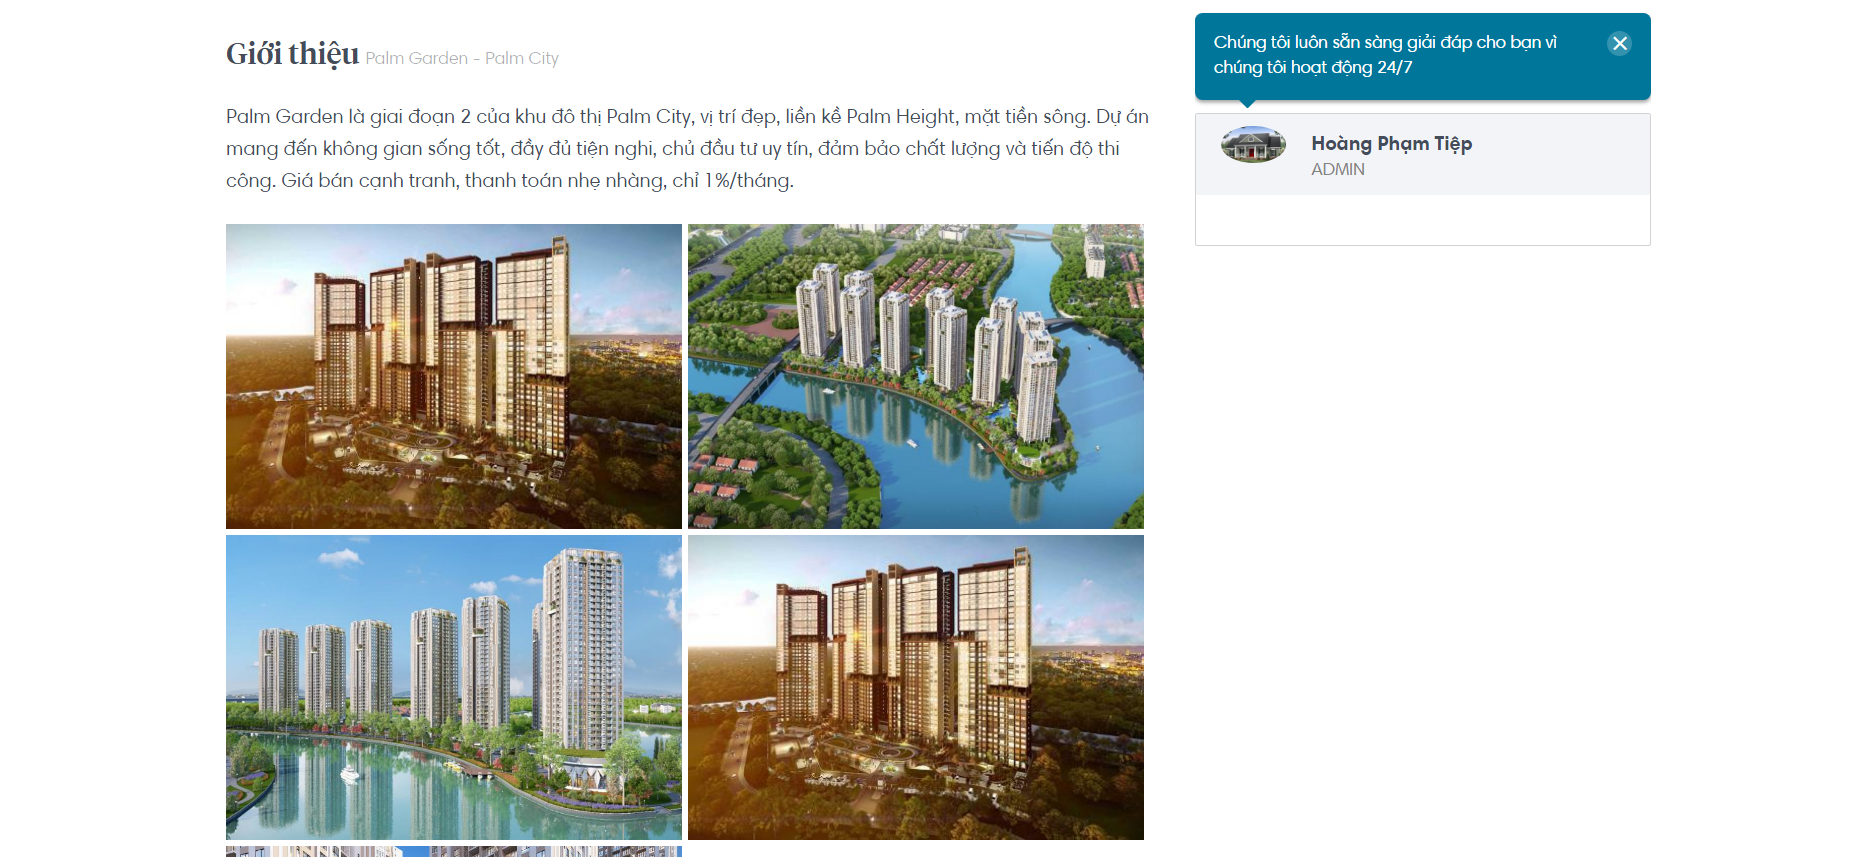 Giới thiệu Palm Garden - Palm City
Palm Garden là giai đoạn 2 của khu đô thị Palm City, vị trí đẹp, liền kề Palm Height, mặt tiền sông. Dự án
mang đến không gian sống tốt, đầy đủ tiện nghi, chủ đầu tư uy tín, đảm bảo chất lượng và tiến độ thi
công. Giá bán cạnh tranh, thanh toán nhẹ nhàng, chỉ 1%/tháng.
Chúng tôi luôn sẵn sàng giải đáp cho bạn vì
chúng tôi hoạt động 24/7
Hoàng Phạm Tiệp
ADMIN